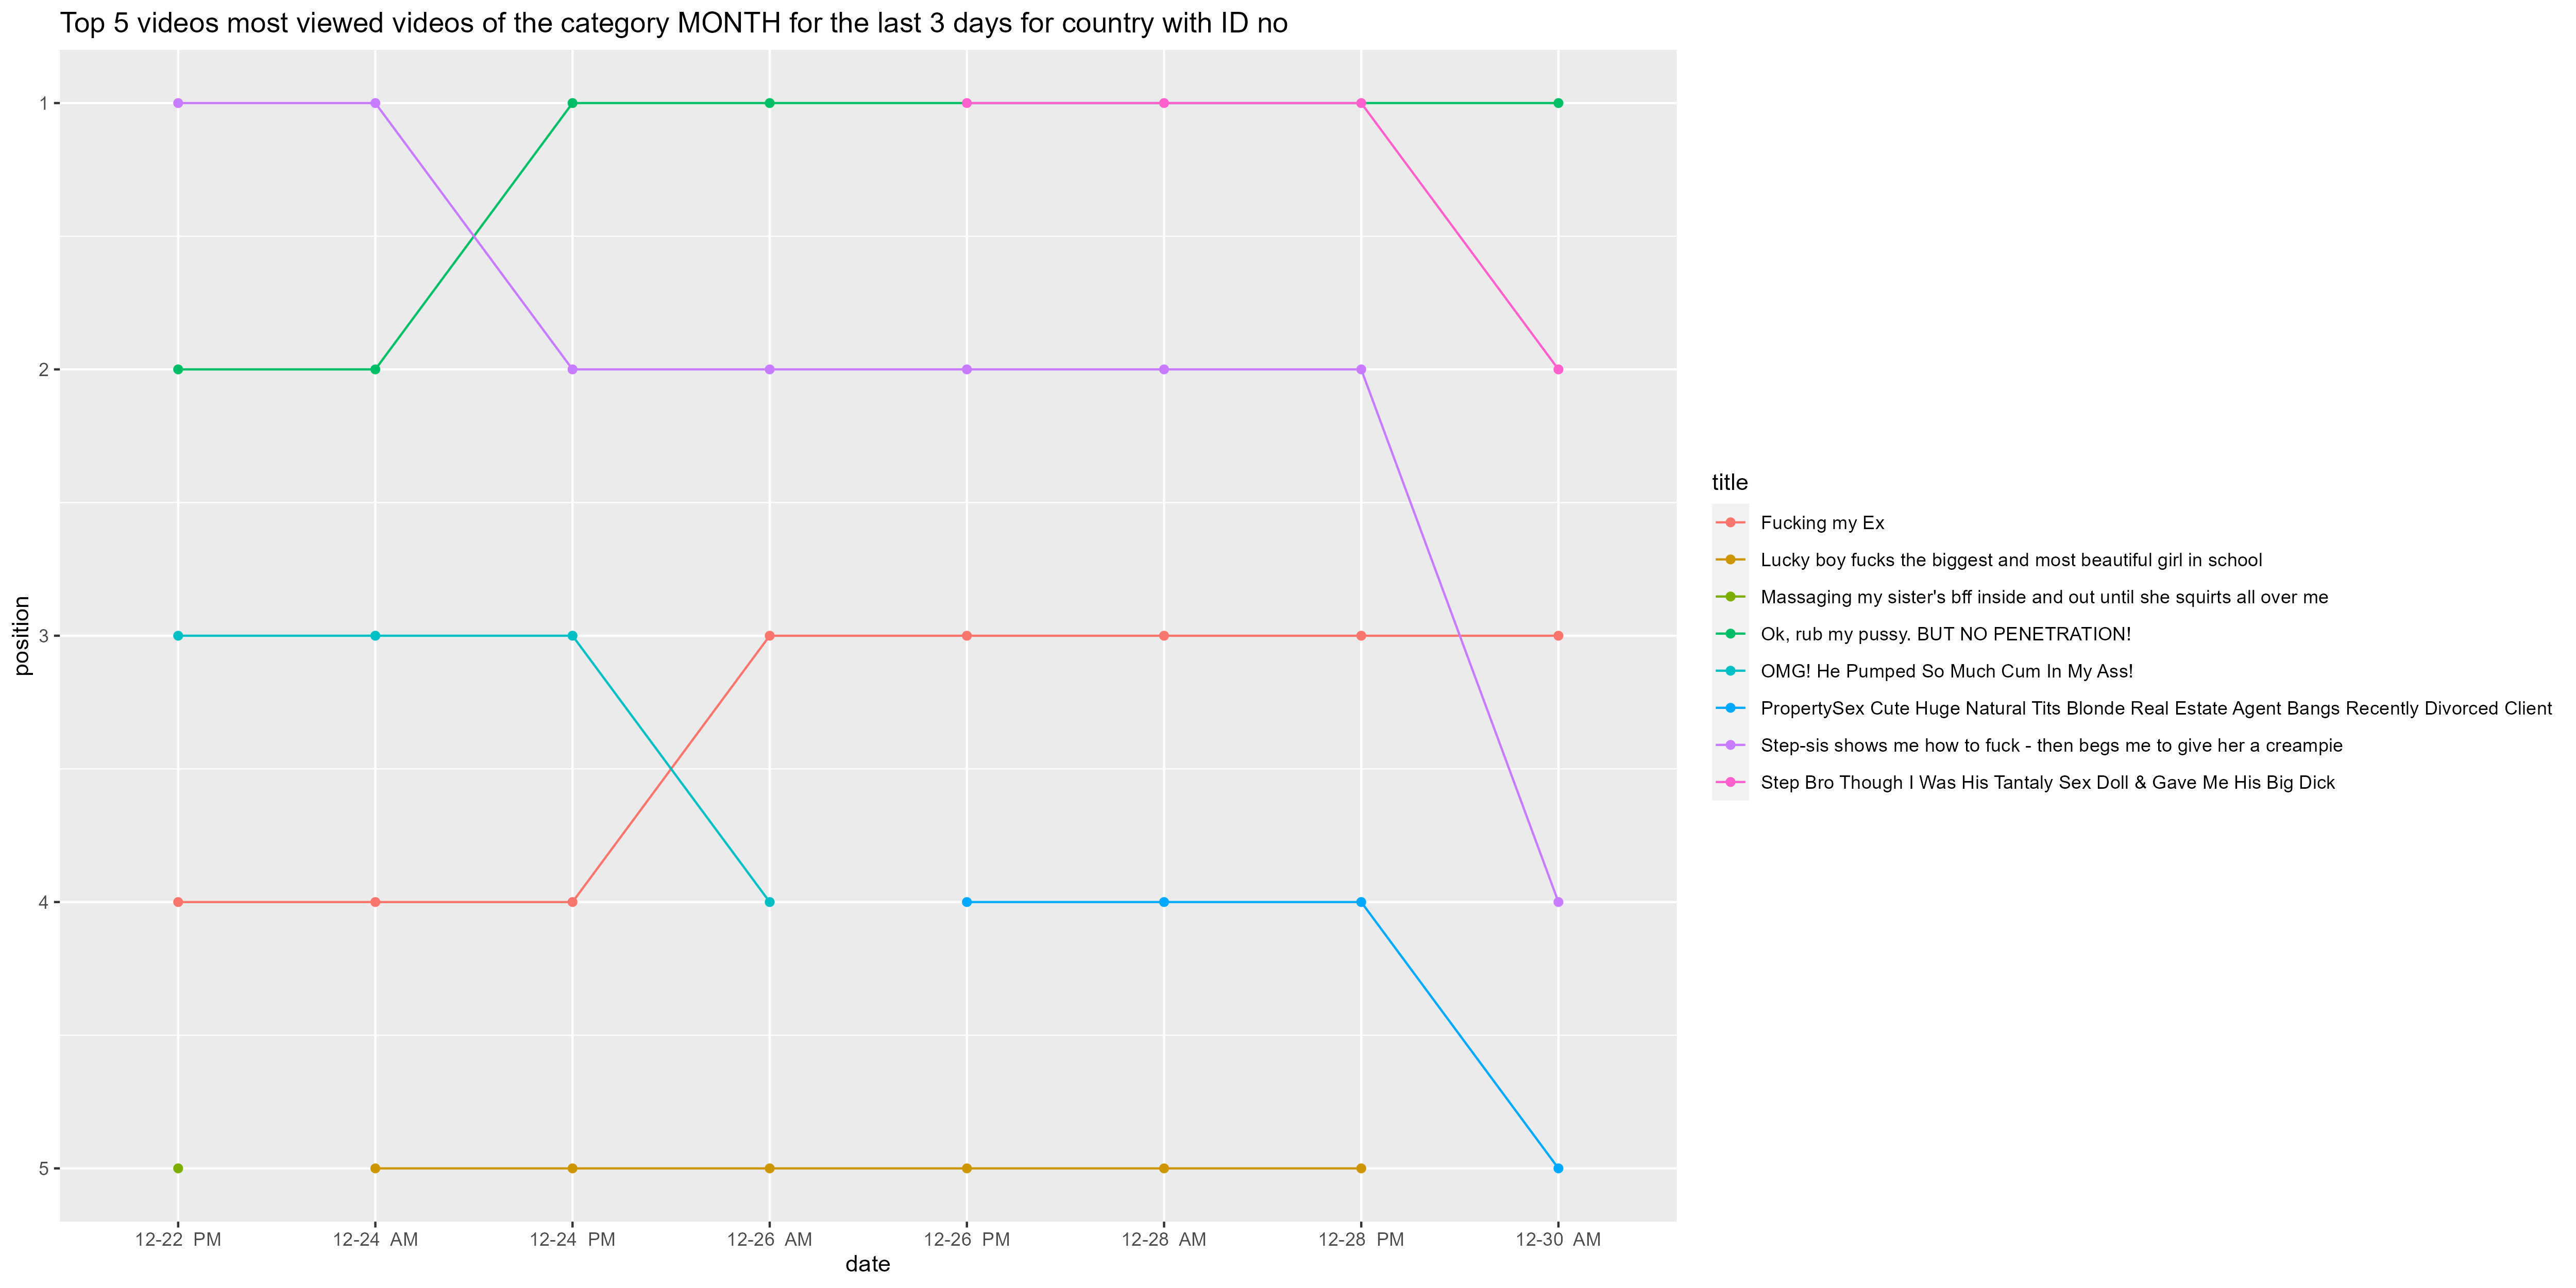 Top 5 videos most viewed videos of the category MONTH for the last 3 days for country with ID no
position
1
2
3
4
5
12-22 PM
12-24 AM
12-24 PM
12-26 AM
12-26 PM
12-28 AM
12-28 PM
12-30 AM
date
title
Fucking my Ex
Lucky boy fucks the biggest and most beautiful girl in school
Massaging my sister's bff inside and out until she squirts all over me
Ok, rub my pussy. BUT NO PENETRATION!
OMG! He Pumped So Much Cum In My Ass!
PropertySex Cute Huge Natural Tits Blonde Real Estate Agent Bangs Recently Divorced Client
Step-sis shows me how to fuck - then begs me to give her a creampie
Step Bro Though I Was His Tantaly Sex Doll & Gave Me His Big Dick